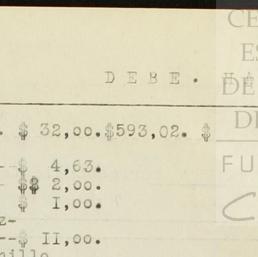 CE
ES
DEBE. DE
. $ 32,00.$593,02. $
DI
--$ 4,63.
FU
--$$ 2,00.
$ I,00.
C
z-
--$ II,00.